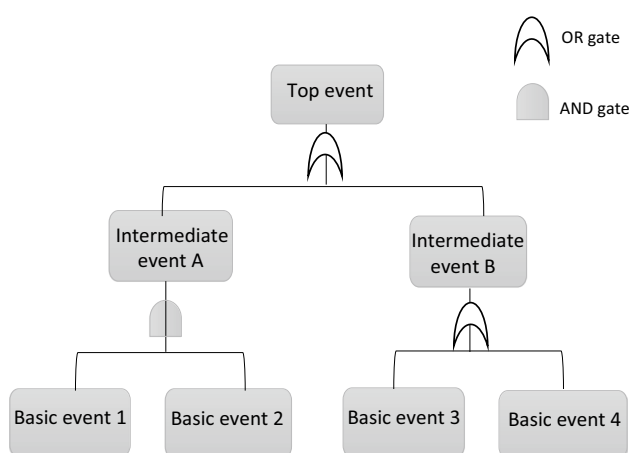 OR gate
Top event
AND gate
Intermediate
event A
Intermediate
event B
Basic event 1
Basic event 2
Basic event 3
Basic event 4